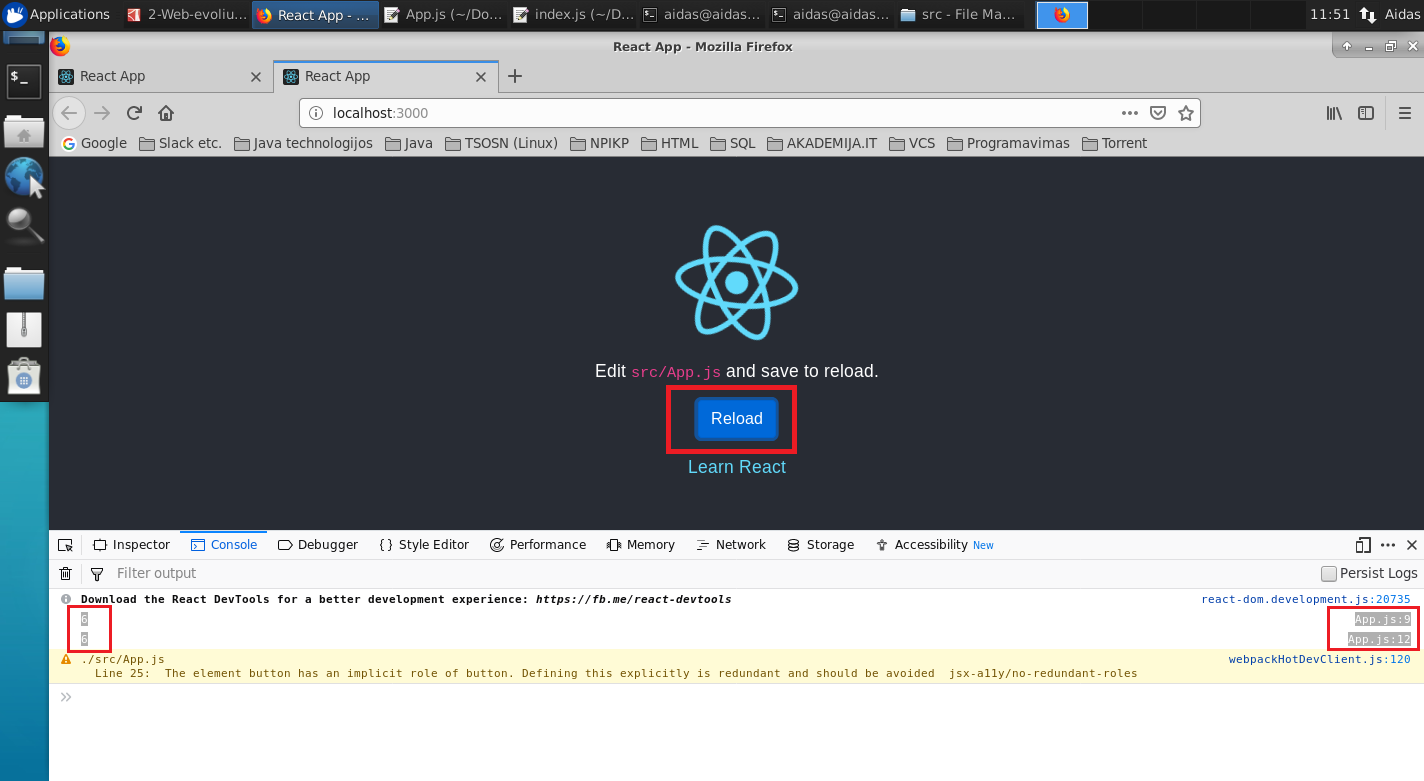 Applications 2-Web-evoliu... React App - ... App.js (~/Do... index.js (~/D... aidas@aidas... aidas@aidas... src - File Ma... 11:51 Aidas
React App - Mozilla Firefox
React App React App
localhost:3000
Google Slack etc. Java technologijos Java TSOSN (Linux) NPIKP HTML SQL AKADEMIJA.IT VCS Programavimas Torrent
Edit src/App.js and save to reload.
Reload
Learn React
Inspector Console Debugger {} Style Editor Performance Memory Network Storage Accessibility New
Filter output Persist Logs
Download the React DevTools for a better development experience: https://fb.me/react-devtools react-dom.development.js:20735
6 App.js:9
6 App.js:12
./src/App.js webpackHotDevClient.js:120
Line 25: The element button has an implicit role of button. Defining this explicitly is redundant and should be avoided jsx-a11y/no-redundant-roles